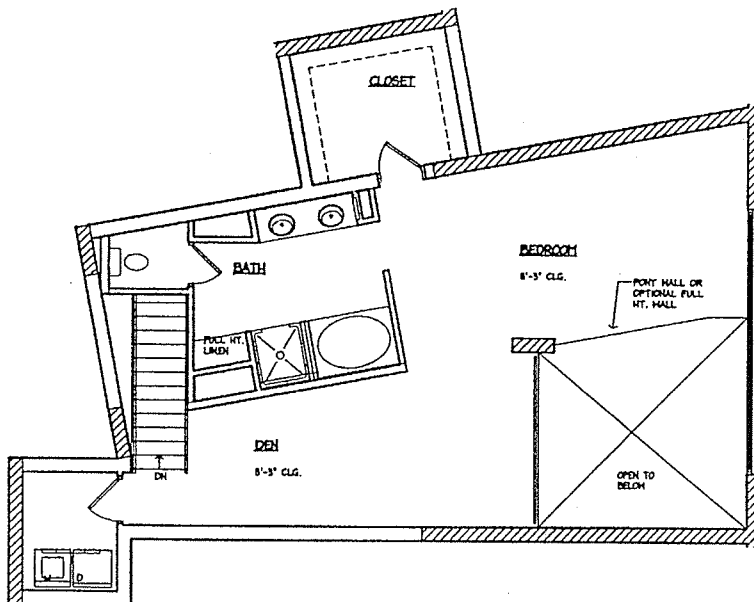 CLOSET
BEDROOM
8'-3" CLG.
BATH
PONY WALL OR
OPTIONAL FULL
HT. WALL
FULL HT.
LINEN
DEN
8'-3" CLG.
DN
OPEN TO
BELOW
W D